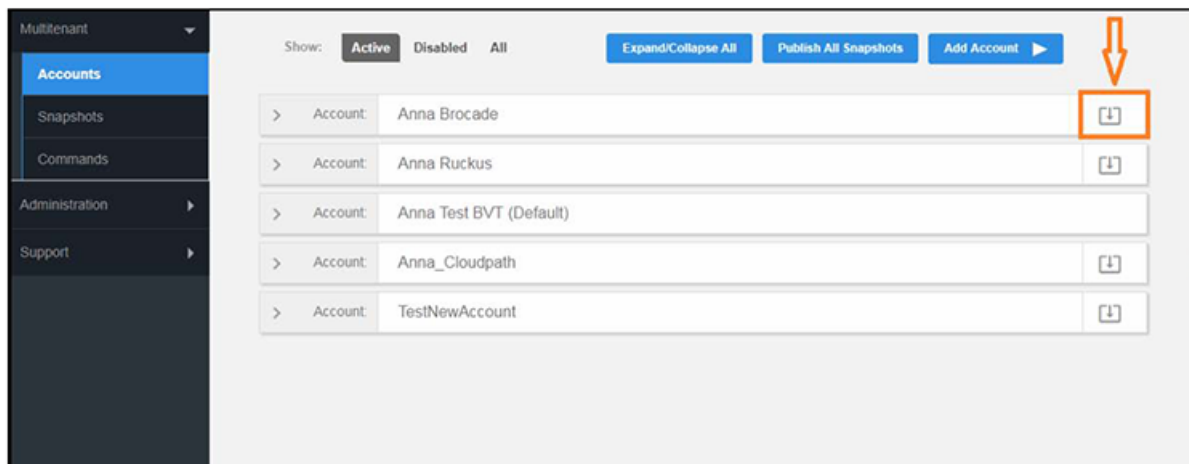 Multitenant
Accounts
Snapshots
Commands
Administration
Support
Show: Active Disabled All Expand/Collapse All Publish All Snapshots Add Account
Account: Anna Brocade
Account: Anna Ruckus
Account: Anna Test BVT (Default)
Account: Anna_Cloudpath
Account: TestNewAccount